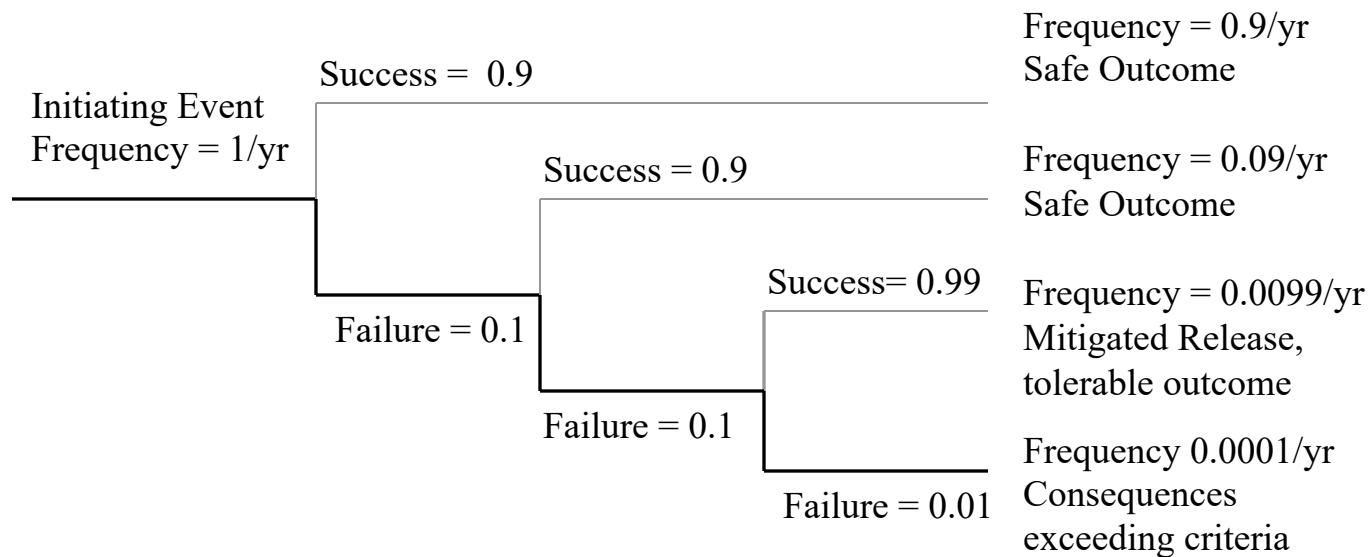 Frequency = 0.9/yr
Safe Outcome
Success =  0.9
Initiating Event
Frequency = 1/yr
Success = 0.9
Frequency = 0.09/yr
Safe Outcome
Success= 0.99
Frequency = 0.0099/yr
Mitigated Release,
tolerable outcome
Failure = 0.1
Failure = 0.1
Frequency 0.0001/yr
Consequences
exceeding criteria
Failure = 0.01